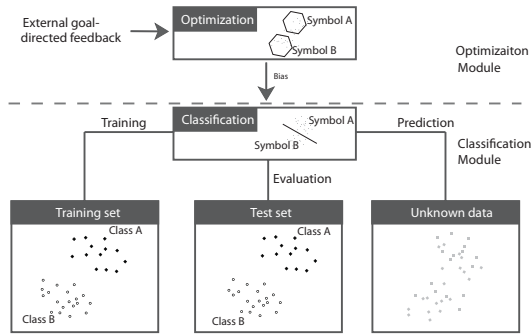 External goal-
directed feedback
Optimization
Symbol A
Symbol B
Optimizaiton
Module
Bias
Training
Classification
Symbol A
Symbol B
Prediction
Classification
Module
Evaluation
Training set
Class A
Class B
Test set
Class A
Class B
Unknown data